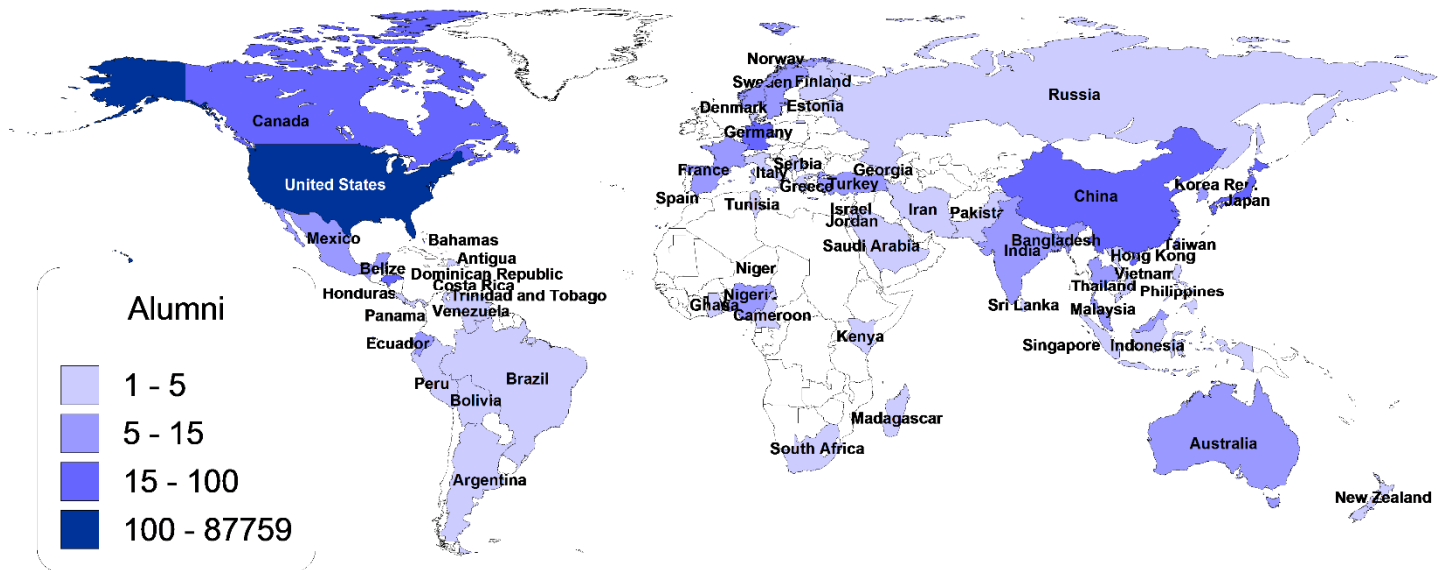 Norway
Sweden
Finland
Russia
Denmark
Estonia
Canada
Germany
Serbia
France
Italy
Georgia
United States
Greece
Turkey
Korea Rep.
China
Japan
Spain
Tunisia
Israel
Iran
Pakista
Jordan
Mexico
Bahamas
Saudi Arabia
Bangladesh
Taiwan
India
Hong Kong
Antigua
Belize
Dominican Republic
Niger
Vietnam
Costa Rica
Thailand
Honduras
Trinidad and Tobago
Nigeri
Philippines
Ghana
Sri Lanka
Malaysia
Panama
Venezuela
Cameroon
Ecuador
Kenya
Singapore
Indonesia
Peru
Brazil
Bolivia
Madagascar
South Africa
Australia
Argentina
New Zealand
Alumni
1 - 5
5 - 15
15 - 100
100 - 87759